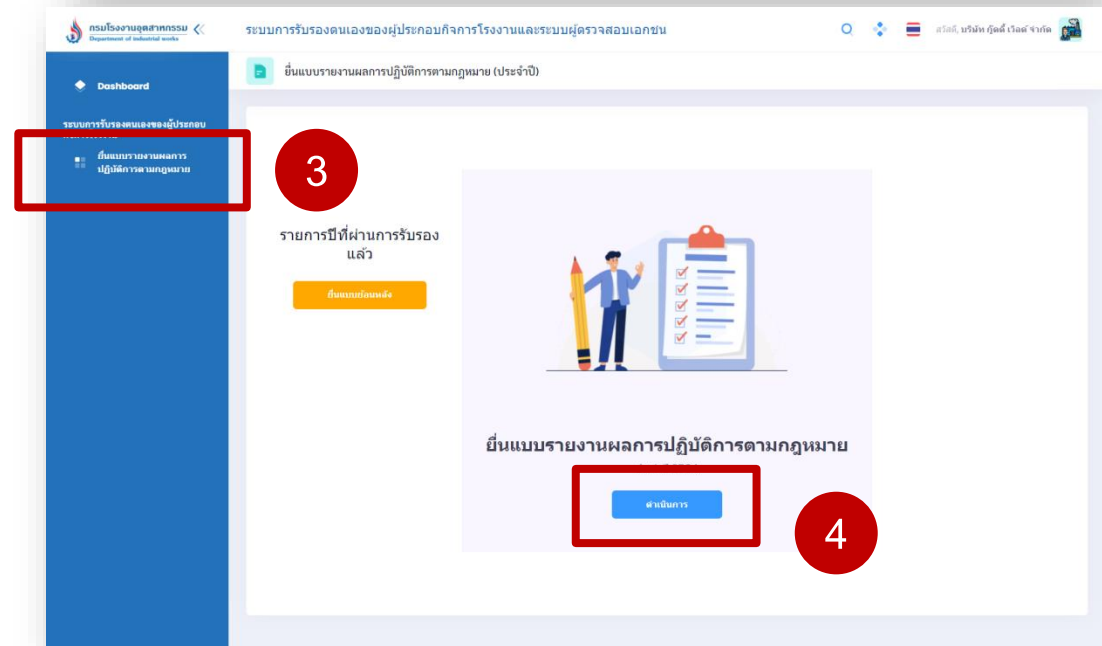 กรมโรงงานอุตสาหกรรม
Department of industrial works
ระบบการรับรองตนเองของผู้ประกอบกิจการโรงงานและระบบผู้ตรวจสอบเอกชน
สวัสดี, บริษัท กู๊ดดี้ เวิลด์ จำกัด
Dashboard
ยื่นแบบรายงานผลการปฏิบัติการตามกฎหมาย (ประจำปี)
ระบบการรับรองตนเองของผู้ประกอบ
ยื่นแบบรายงานผลการ
ปฏิบัติการตามกฎหมาย
3
รายการปีที่ผ่านการรับรอง
แล้ว
ยื่นแบบย้อนหลัง
ยื่นแบบรายงานผลการปฏิบัติการตามกฎหมาย
ดำเนินการ
4